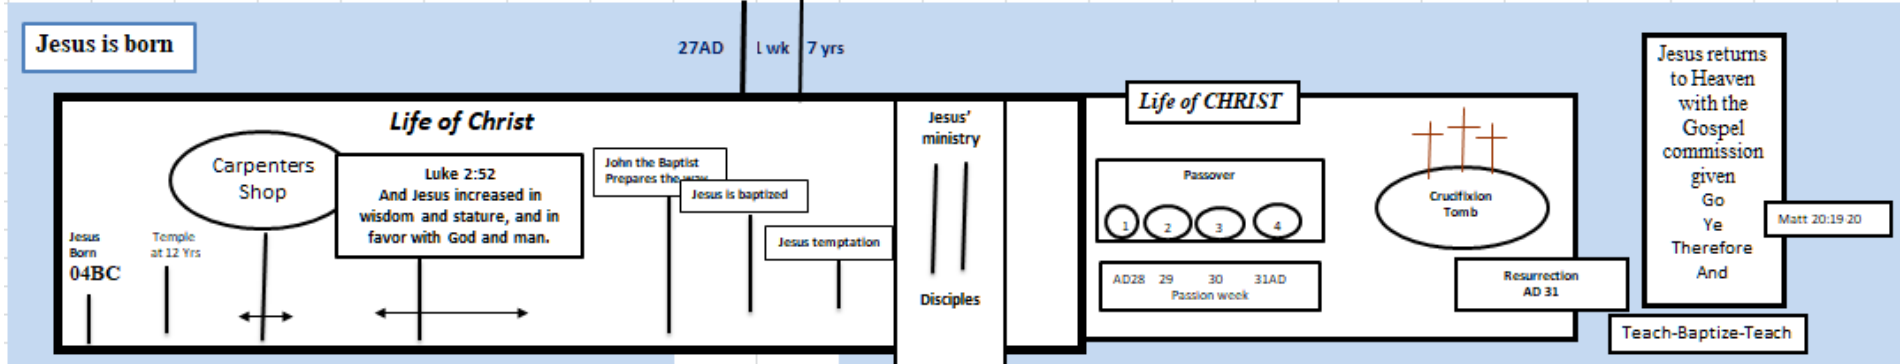 Jesus is born
27AD
1 wk
7 yrs
Life of Christ
Carpenters
Shop
Luke 2:52
And Jesus increased in
wisdom and stature, and in
favor with God and man.
John the Baptist
Prepares the way
Jesus is baptized
Jesus temptation
Jesus
Born
04BC
Temple
at 12 Yrs
Jesus'
ministry
Disciples
Life of CHRIST
Passover
1
2
3
4
AD28 29 30 31AD
Passion week
Crucifixion
Tomb
Resurrection
AD 31
Jesus returns
to Heaven
with the
Gospel
commission
given
Go
Ye
Therefore
And
Matt 20:19 20
Teach-Baptize-Teach